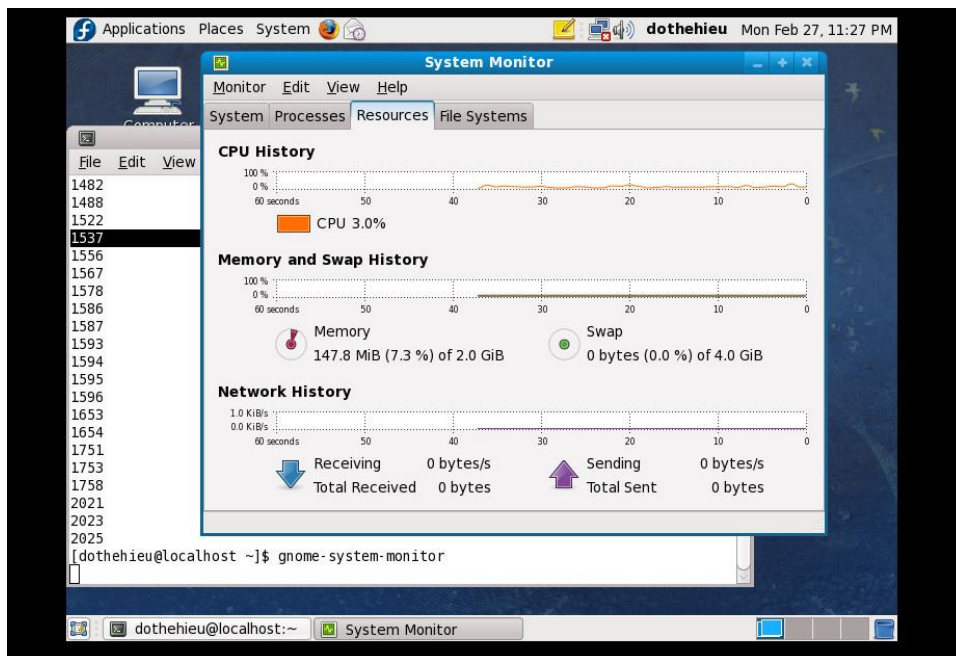 Applications Places System dothehieu Mon Feb 27, 11:27 PM
Computer
System Monitor
Monitor Edit View Help
System Processes Resources File Systems
CPU History
100 %
0 %
60 seconds 50 40 30 20 10 0
CPU 3.0%
Memory and Swap History
100 %
0 %
60 seconds 50 40 30 20 10 0
Memory
147.8 MiB (7.3 %) of 2.0 GiB
Swap
0 bytes (0.0 %) of 4.0 GiB
Network History
1.0 KiB/s
0.0 KiB/s
60 seconds 50 40 30 20 10 0
Receiving 0 bytes/s
Total Received 0 bytes
Sending 0 bytes/s
Total Sent 0 bytes
File Edit View
1482
1488
1522
1537
1556
1567
1578
1586
1587
1593
1594
1595
1596
1653
1654
1751
1753
1758
2021
2023
2025
[dothehieu@localhost ~]$ gnome-system-monitor
dothehieu@localhost:~ System Monitor